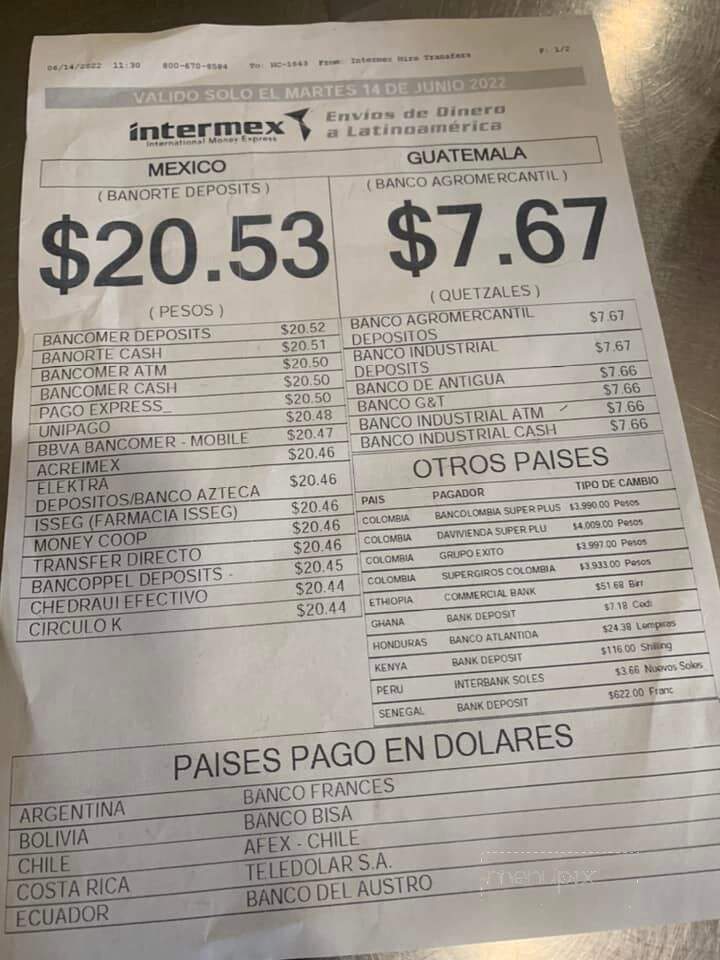 06/14/2022 11:30 800-670-8584 To: MC-1643 From: Intermex Wire Transfers P: 1/2
VALIDO SOLO EL MARTES 14 DE JUNIO 2022
intermex
International Money Express
Envíos de Dinero
a Latinoamérica
MEXICO
(BANORTE DEPOSITS)
$20.53
(PESOS)
BANCOMER DEPOSITS $20.52
BANORTE CASH $20.51
BANCOMER ATM $20.50
BANCOMER CASH $20.50
PAGO EXPRESS_ $20.50
UNIPAGO $20.48
BBVA BANCOMER - MOBILE $20.47
ACREIMEX $20.46
ELEKTRA
DEPOSITOS/BANCO AZTECA $20.46
ISSEG (FARMACIA ISSEG) $20.46
MONEY COOP $20.46
TRANSFER DIRECTO $20.46
BANCOPPEL DEPOSITS - $20.45
CHEDRAUI EFECTIVO $20.44
CIRCULO K $20.44
GUATEMALA
(BANCO AGROMERCANTIL)
$7.67
(QUETZALES)
BANCO AGROMERCANTIL
DEPOSITOS $7.67
BANCO INDUSTRIAL
DEPOSITS $7.67
BANCO DE ANTIGUA $7.66
BANCO G&T $7.66
BANCO INDUSTRIAL ATM $7.66
BANCO INDUSTRIAL CASH $7.66
OTROS PAISES
PAIS PAGADOR TIPO DE CAMBIO
COLOMBIA BANCOLOMBIA SUPER PLUS $3,990.00 Pesos
COLOMBIA DAVIVIENDA SUPER PLU $4,009.00 Pesos
COLOMBIA GRUPO EXITO $3,997.00 Pesos
COLOMBIA SUPERGIROS COLOMBIA $3,933.00 Pesos
ETHIOPIA COMMERCIAL BANK $51.68 Birr
GHANA BANK DEPOSIT $7.18 Cedi
HONDURAS BANCO ATLANTIDA $24.38 Lempiras
KENYA BANK DEPOSIT $116.00 Shilling
PERU INTERBANK SOLES $3.66 Nuevos Soles
SENEGAL BANK DEPOSIT $622.00 Franc
PAISES PAGO EN DOLARES
ARGENTINA BANCO FRANCES
BOLIVIA BANCO BISA
CHILE AFEX - CHILE
COSTA RICA TELEDOLAR S.A.
ECUADOR BANCO DEL AUSTRO
menupix